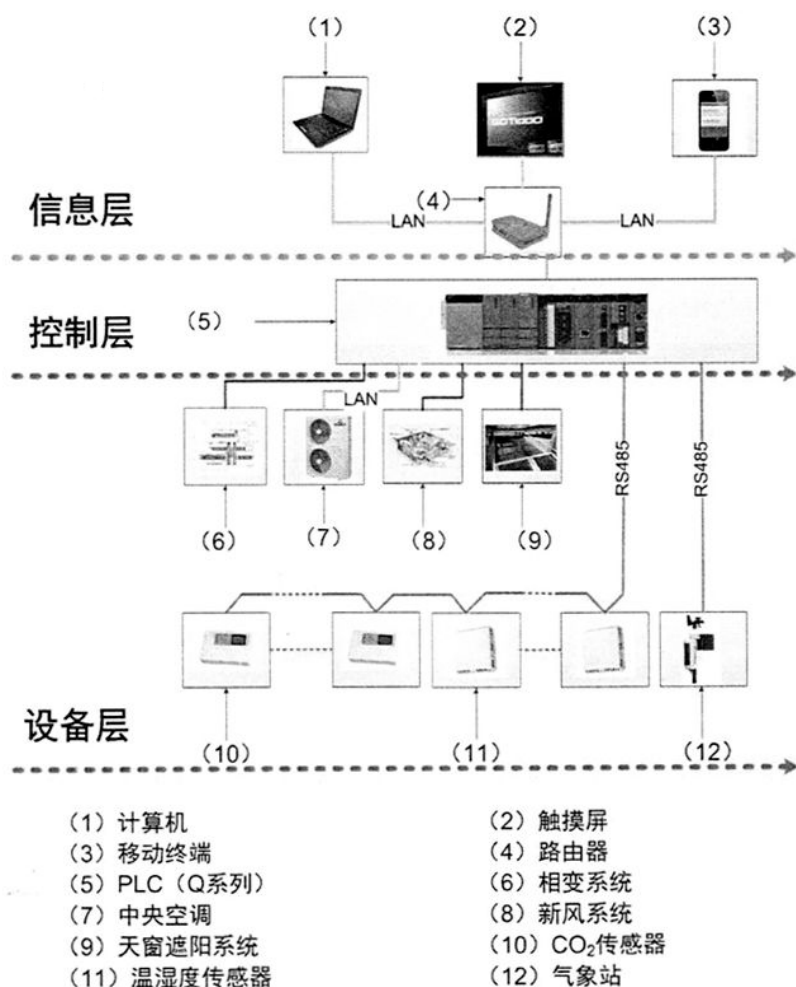 (1) (2) (3)
(4)
LAN LAN
信息层
(5)
控制层
LAN
RS485 RS485
(6) (7) (8) (9)
设备层
(10) (11) (12)
(1) 计算机 (2) 触摸屏
(3) 移动终端 (4) 路由器
(5) PLC（Q系列） (6) 相变系统
(7) 中央空调 (8) 新风系统
(9) 天窗遮阳系统 (10) CO₂传感器
(11) 温湿度传感器 (12) 气象站